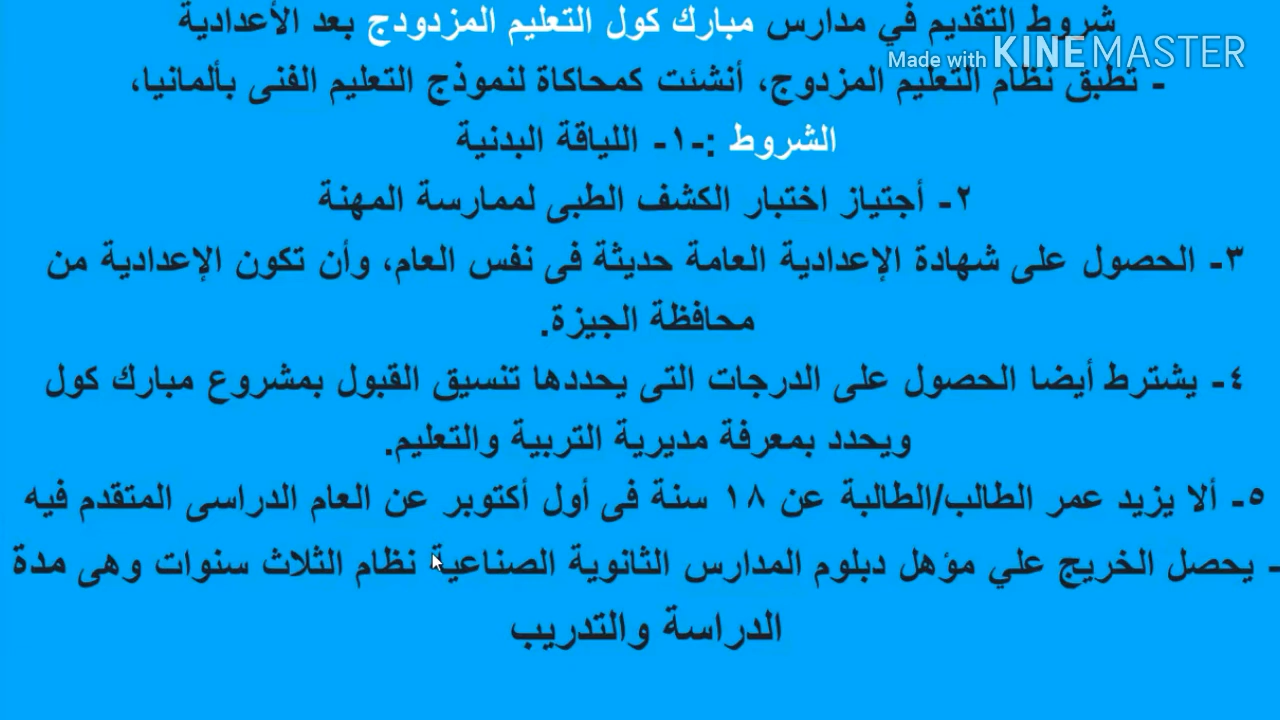 شروط التقديم في مدارس مبارك كول التعليم المزدودج بعد الأعدادية
Made with KINEMASTER
- تطبق نظام التعليم المزدوج، أنشئت كمحاكاة لنموذج التعليم الفنى بألمانيا،
الشروط :-١- اللياقة البدنية
٢- أجتياز اختبار الكشف الطبى لممارسة المهنة
٣- الحصول على شهادة الإعدادية العامة حديثة فى نفس العام، وأن تكون الإعدادية من
محافظة الجيزة.
٤- يشترط أيضا الحصول على الدرجات التى يحددها تنسيق القبول بمشروع مبارك كول
ويحدد بمعرفة مديرية التربية والتعليم.
٥- ألا يزيد عمر الطالب/الطالبة عن ١٨ سنة فى أول أكتوبر عن العام الدراسى المتقدم فيه
- يحصل الخريج علي مؤهل دبلوم المدارس الثانوية الصناعية نظام الثلاث سنوات وهى مدة
الدراسة والتدريب